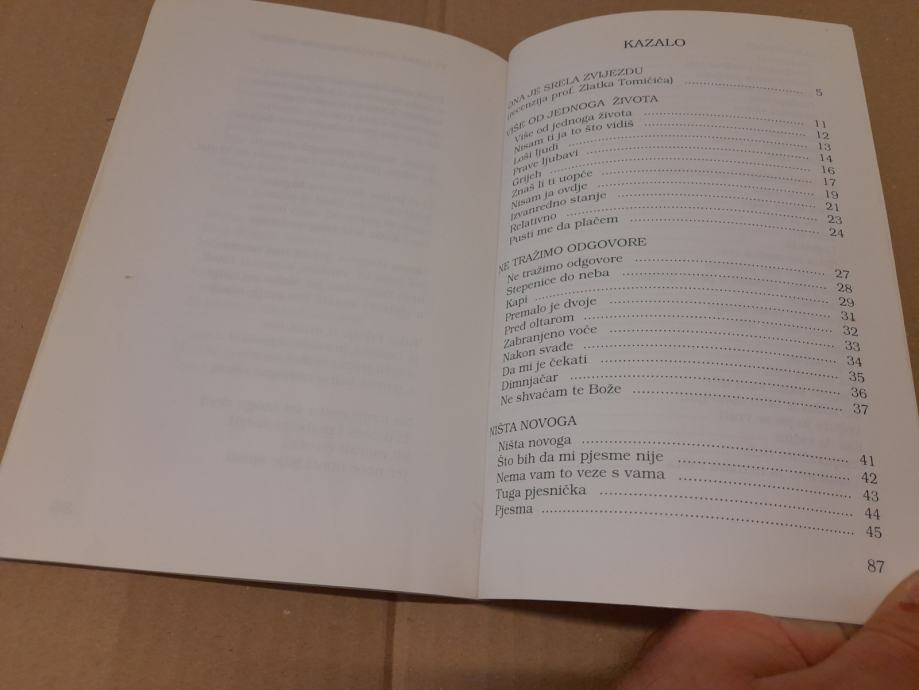 KAZALO
ONA JE SRELA ZVIJEZDU
(recenzija prof. Zlatka Tomičića) 5
VIŠE OD JEDNOGA ŽIVOTA
Više od jednoga života 11
Nisam ti ja to što vidiš 12
Loši ljudi 13
Prave ljubavi 14
Grijeh 16
Znaš li ti uopće 17
Nisam ja ovdje 19
Izvanredno stanje 21
Relativno 23
Pusti me da plačem 24
NE TRAŽIMO ODGOVORE
Ne tražimo odgovore 27
Stepenice do neba 28
Kapi 29
Premalo je dvoje 31
Pred oltarom 32
Zabranjeno voće 33
Nakon svađe 34
Da mi je čekati 35
Dimnjačar 36
Ne shvaćam te Bože 37
NIŠTA NOVOGA
Ništa novoga 41
Što bih da mi pjesme nije 42
Nema vam to veze s vama 43
Tuga pjesnička 44
Pjesma 45
87